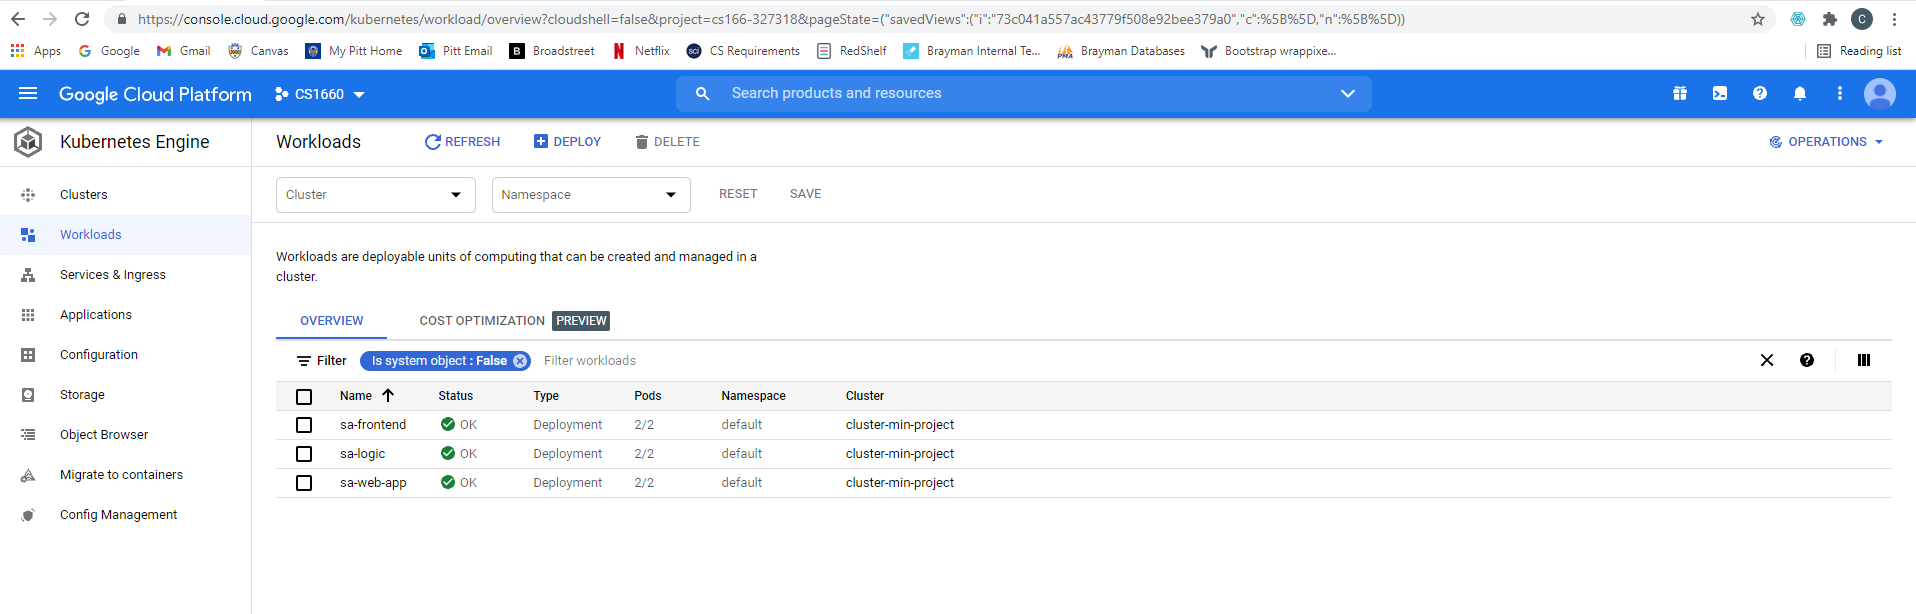 https://console.cloud.google.com/kubernetes/workload/overview?cloudshell=false&project=cs166-327318&pageState=("savedViews":("i":"73c041a557ac43779f508e92bee379a0","c":%5B%5D,"n":%5B%5D))
C
Apps Google Gmail Canvas My Pitt Home Pitt Email B Broadstreet Netflix SCI CS Requirements RedShelf Brayman Internal Te... PMA Brayman Databases Bootstrap wrappixe... Reading list
Google Cloud Platform CS1660 Search products and resources
Kubernetes Engine Workloads REFRESH DEPLOY DELETE OPERATIONS
Clusters
Workloads
Services & Ingress
Applications
Configuration
Storage
Object Browser
Migrate to containers
Config Management
Cluster Namespace RESET SAVE
Workloads are deployable units of computing that can be created and managed in a
cluster.
OVERVIEW COST OPTIMIZATION PREVIEW
Filter Is system object : False Filter workloads
Name Status Type Pods Namespace Cluster
sa-frontend OK Deployment 2/2 default cluster-min-project
sa-logic OK Deployment 2/2 default cluster-min-project
sa-web-app OK Deployment 2/2 default cluster-min-project